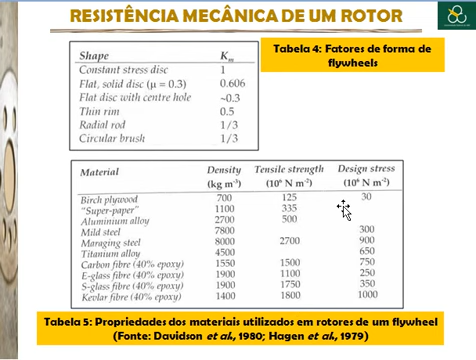 RESISTÊNCIA MECÂNICA DE UM ROTOR
Tabela 4: Fatores de forma de
flywheels
Shape K_m
Constant stress disc 1
Flat, solid disc (μ = 0.3) 0.606
Flat disc with centre hole ~0.3
Thin rim 0.5
Radial rod 1/3
Circular brush 1/3
Material Density Tensile strength Design stress
(kg m⁻³) (10⁶ N m⁻²) (10⁶ N m⁻²)
Birch plywood 700 125 30
"Super-paper" 1100 335
Aluminium alloy 2700 500
Mild steel 7800 300
Maraging steel 8000 2700 900
Titanium alloy 4500 650
Carbon fibre (40% epoxy) 1550 1500 750
E-glass fibre (40% epoxy) 1900 1100 250
S-glass fibre (40% epoxy) 1900 1750 350
Kevlar fibre (40% epoxy) 1400 1800 1000
Tabela 5: Propriedades dos materiais utilizados em rotores de um flywheel
(Fonte: Davidson et al., 1980; Hagen et al., 1979)